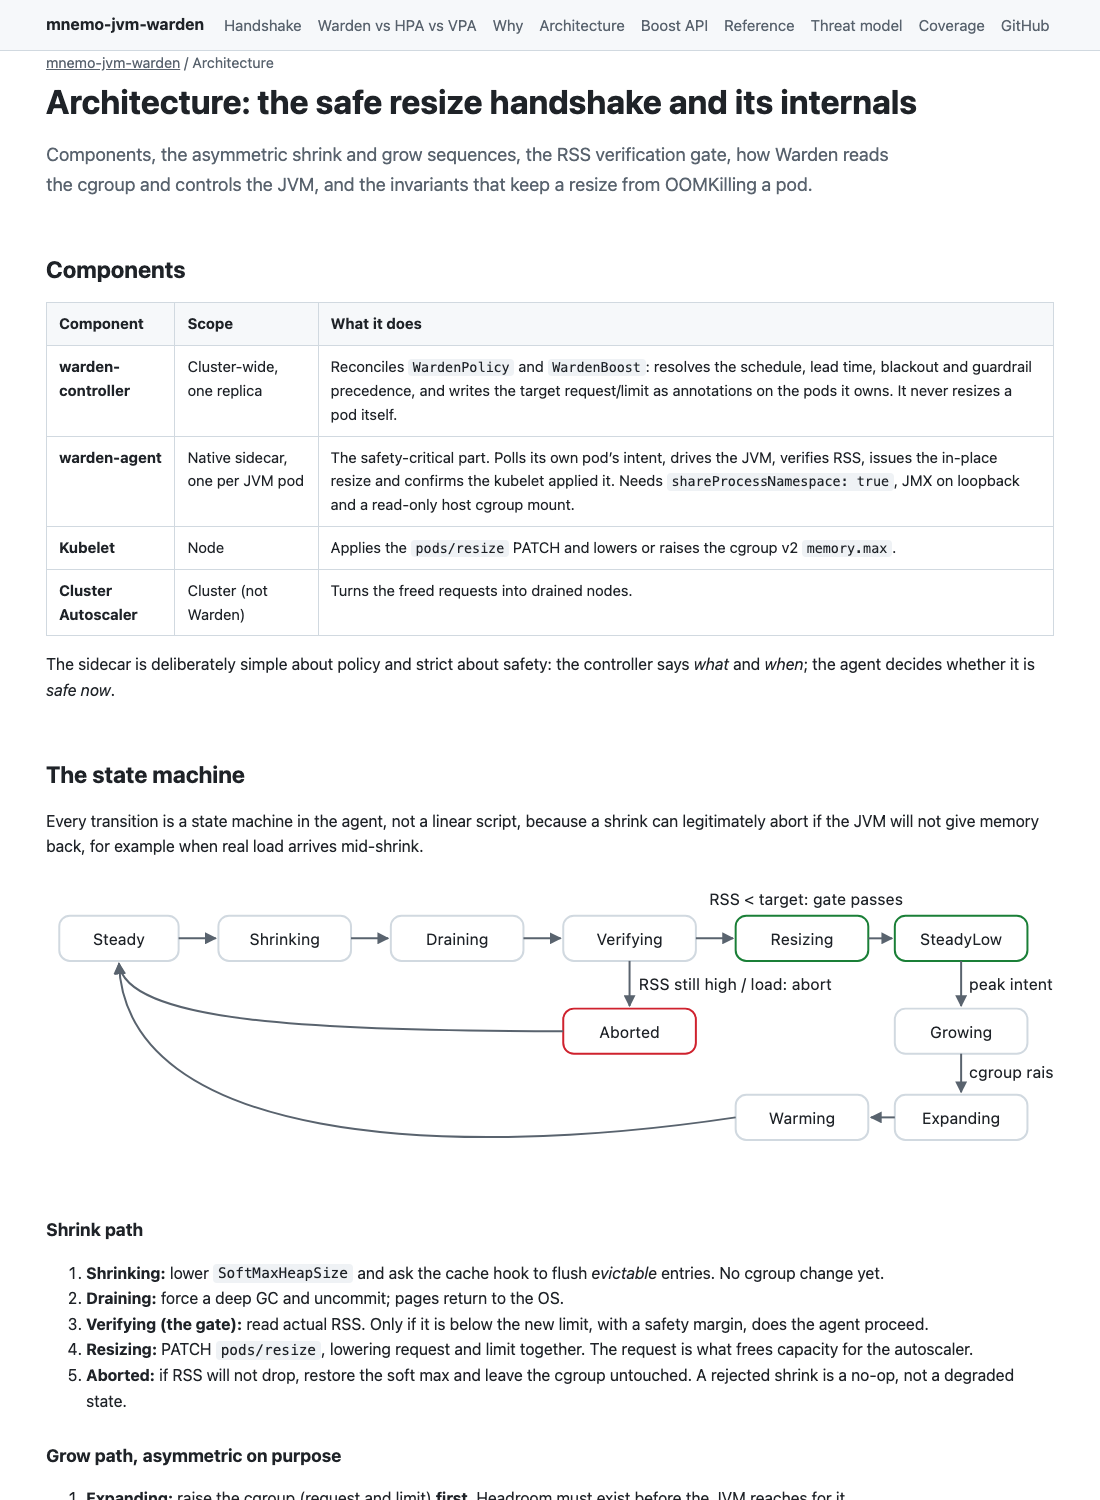 mnemo-jvm-warden Handshake Warden vs HPA vs VPA Why Architecture Boost API Reference Threat model Coverage GitHub
mnemo-jvm-warden / Architecture
Architecture: the safe resize handshake and its internals
Components, the asymmetric shrink and grow sequences, the RSS verification gate, how Warden reads
the cgroup and controls the JVM, and the invariants that keep a resize from OOMKilling a pod.
Components
Component Scope What it does
warden-
controller
Cluster-wide,
one replica
Reconciles WardenPolicy and WardenBoost: resolves the schedule, lead time, blackout and guardrail
precedence, and writes the target request/limit as annotations on the pods it owns. It never resizes a
pod itself.
warden-agent
Native sidecar,
one per JVM pod
The safety-critical part. Polls its own pod's intent, drives the JVM, verifies RSS, issues the in-place
resize and confirms the kubelet applied it. Needs shareProcessNamespace: true, JMX on loopback
and a read-only host cgroup mount.
Kubelet
Node
Applies the pods/resize PATCH and lowers or raises the cgroup v2 memory.max.
Cluster
Autoscaler
Cluster (not
Warden)
Turns the freed requests into drained nodes.
The sidecar is deliberately simple about policy and strict about safety: the controller says what and when; the agent decides whether it is
safe now.
The state machine
Every transition is a state machine in the agent, not a linear script, because a shrink can legitimately abort if the JVM will not give memory
back, for example when real load arrives mid-shrink.
RSS < target: gate passes
Steady Shrinking Draining Verifying Resizing SteadyLow
RSS still high / load: abort peak intent
Aborted Growing
cgroup rais
Warming Expanding
Shrink path
1. Shrinking: lower SoftMaxHeapSize and ask the cache hook to flush evictable entries. No cgroup change yet.
2. Draining: force a deep GC and uncommit; pages return to the OS.
3. Verifying (the gate): read actual RSS. Only if it is below the new limit, with a safety margin, does the agent proceed.
4. Resizing: PATCH pods/resize, lowering request and limit together. The request is what frees capacity for the autoscaler.
5. Aborted: if RSS will not drop, restore the soft max and leave the cgroup untouched. A rejected shrink is a no-op, not a degraded
state.
Grow path, asymmetric on purpose
1. Expanding: raise the cgroup (request and limit) first. Headroom must exist before the JVM reaches for it.